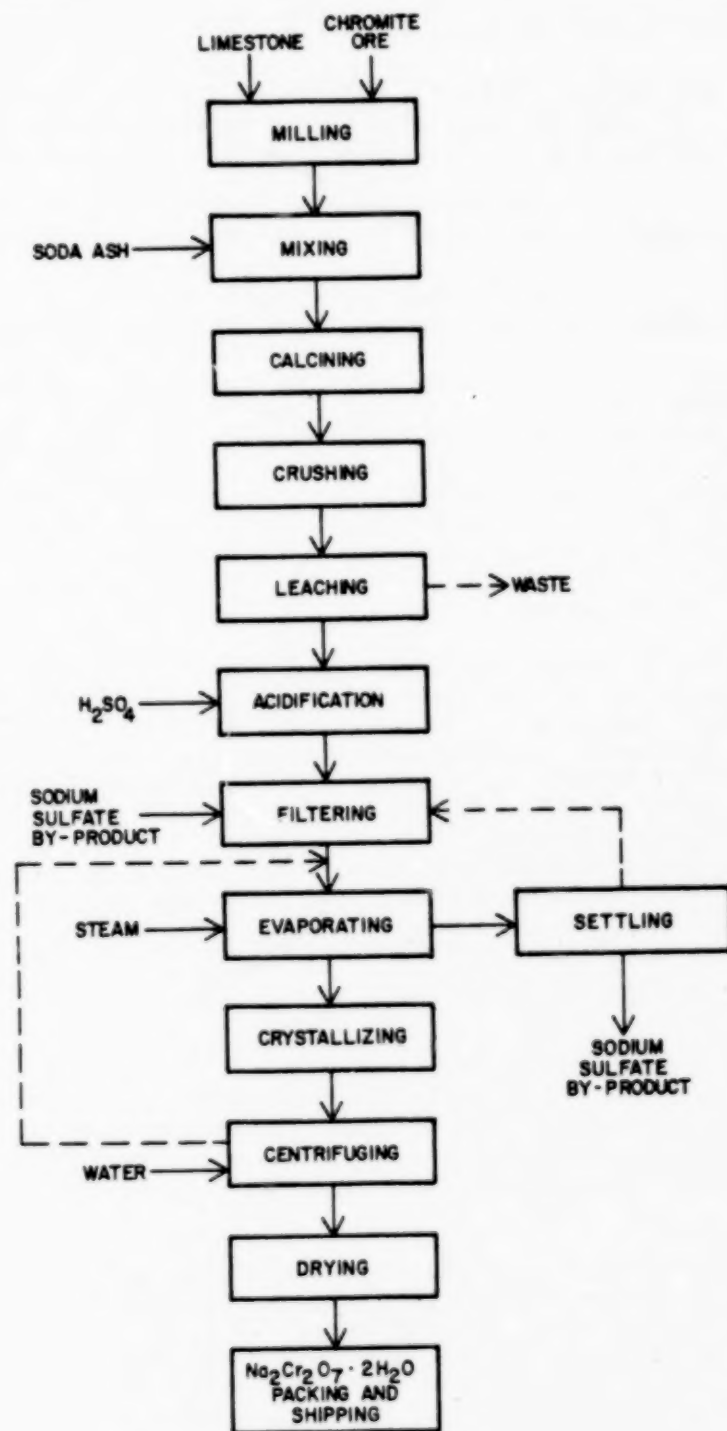 LIMESTONE
CHROMITE
ORE
MILLING
SODA ASH
MIXING
CALCINING
CRUSHING
LEACHING
WASTE
H₂SO₄
ACIDIFICATION
SODIUM
SULFATE
BY-PRODUCT
FILTERING
STEAM
EVAPORATING
SETTLING
CRYSTALLIZING
SODIUM
SULFATE
BY-PRODUCT
CENTRIFUGING
WATER
DRYING
Na₂Cr₂O₇ · 2H₂O
PACKING AND
SHIPPING